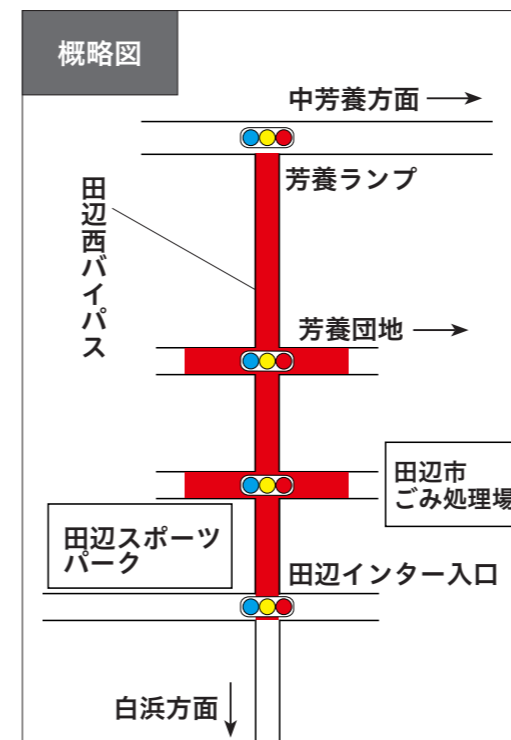 概略図
中芳養方面
芳養ランプ
田辺西バイパス
芳養団地
田辺市
ごみ処理場
田辺スポーツ
パーク
田辺インター入口
白浜方面